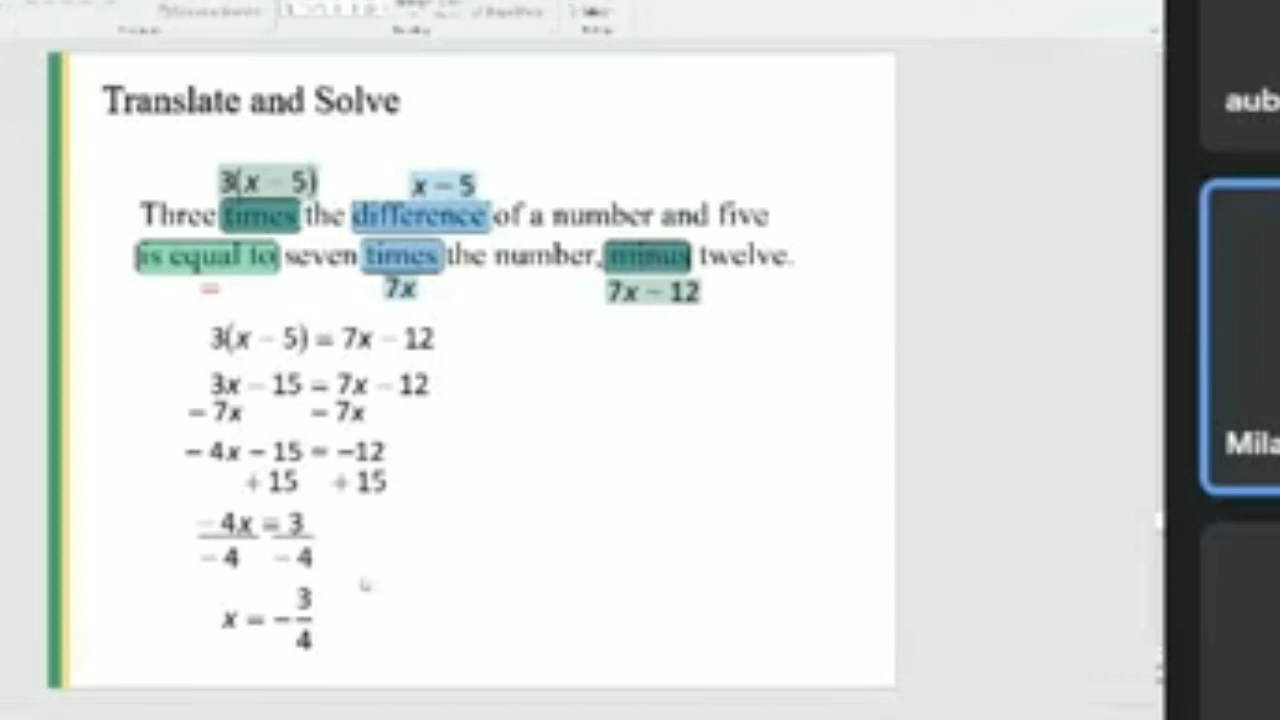 Translate and Solve
3(x – 5) x – 5
Three times the difference of a number and five
is equal to seven times the number, minus twelve.
= 7x 7x – 12
3(x – 5) = 7x – 12
3x – 15 = 7x – 12
– 7x – 7x
– 4x – 15 = –12
+ 15 + 15
– 4x = 3
– 4 – 4
x = – 3/4
aub
Mila